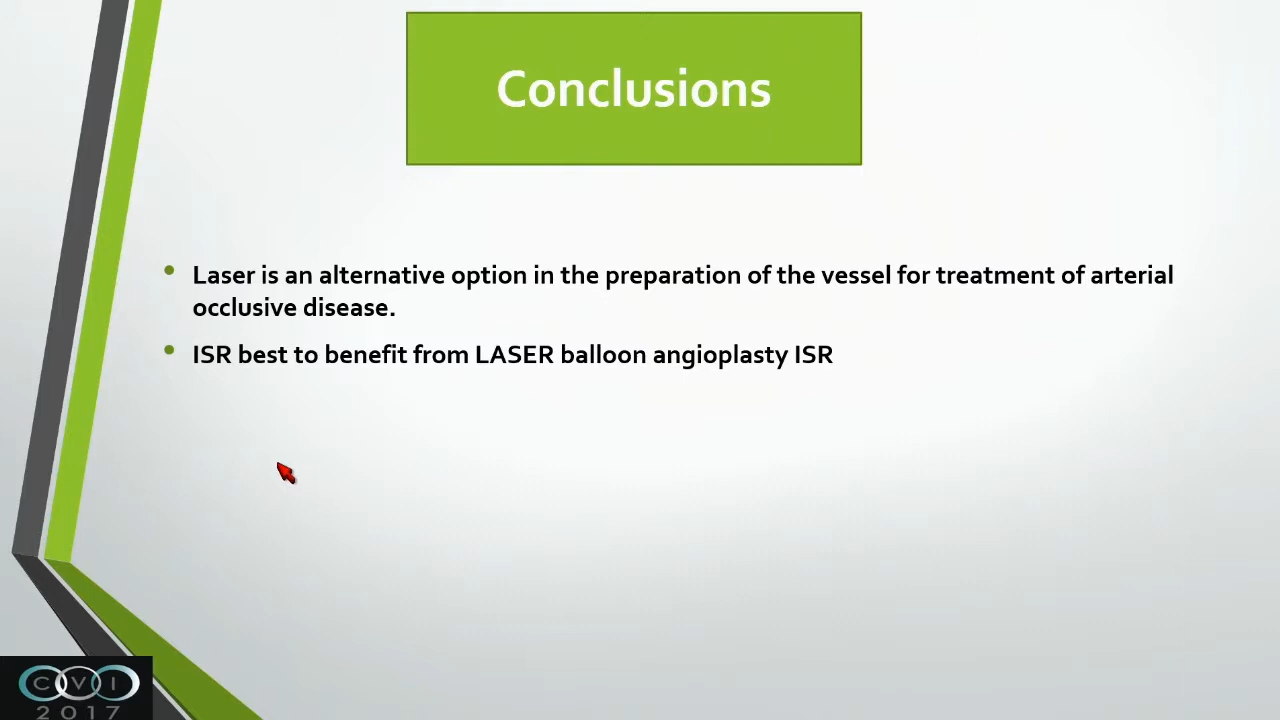 Conclusions
Laser is an alternative option in the preparation of the vessel for treatment of arterial
occlusive disease.
ISR best to benefit from LASER balloon angioplasty ISR
CVI
2017